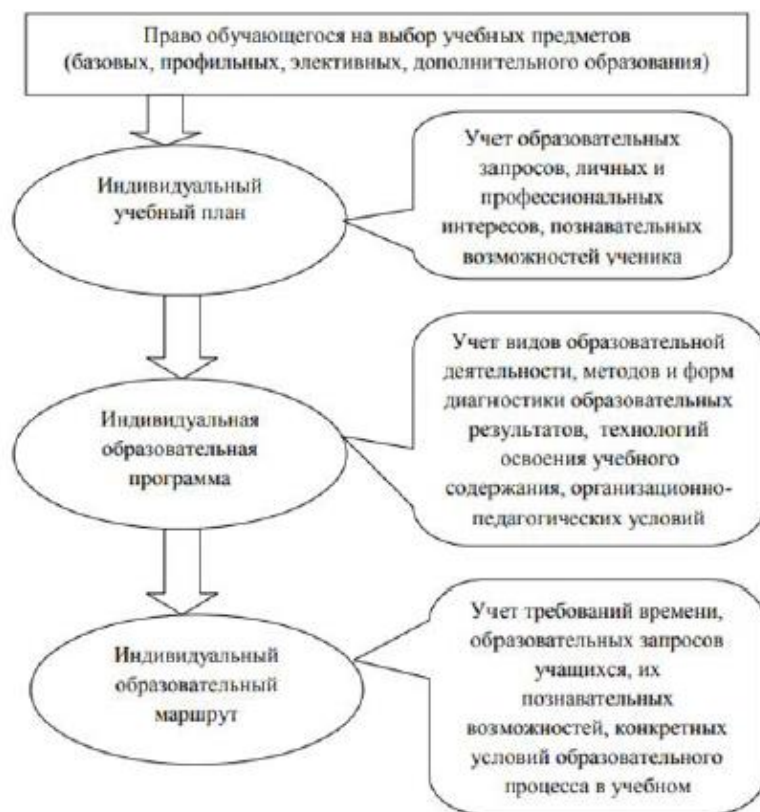 Право обучающегося на выбор учебных предметов
(базовых, профильных, элективных, дополнительного образования)
Индивидуальный
учебный план
Учет образовательных
запросов, личных и
профессиональных
интересов, познавательных
возможностей ученика
Индивидуальная
образовательная
программа
Учет видов образовательной
деятельности, методов и форм
диагностики образовательных
результатов, технологий
освоения учебного
содержания, организационно-
педагогических условий
Индивидуальный
образовательный
маршрут
Учет требований времени,
образовательных запросов
учащихся, их
познавательных
возможностей, конкретных
условий образовательного
процесса в учебном